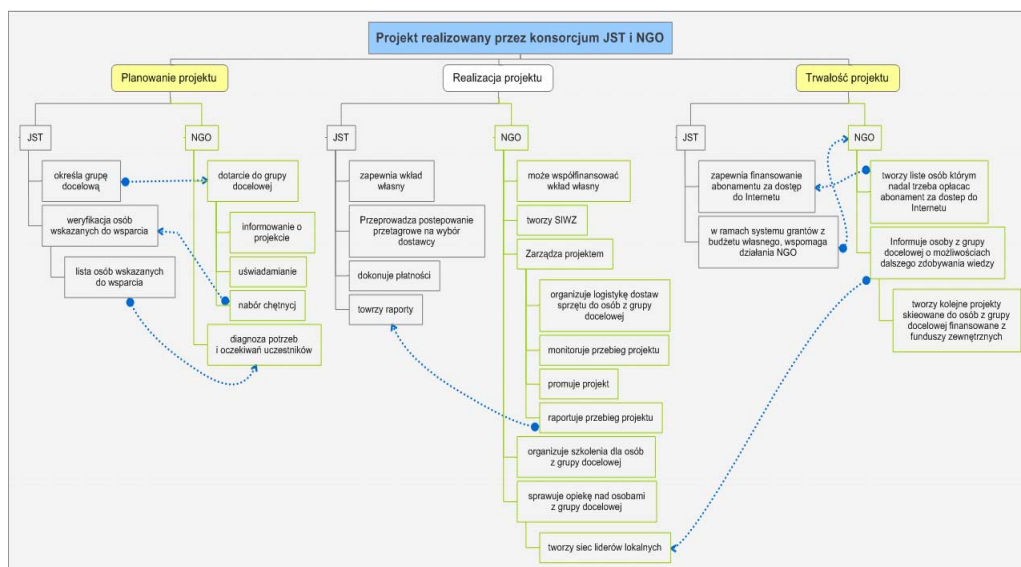 Projekt realizowany przez konsorcjum JST i NGO
Planowanie projektu
JST
określa grupę
docelową
weryfikacja osób
wskazanych do wsparcia
lista osób wskazanych
do wsparcia
NGO
dotarcie do grupy
docelowej
informowanie o
projekcie
uświadamianie
nabór chętnycj
diagnoza potrzeb
i oczekiwań uczestników
Realizacja projektu
JST
zapewnia wkład
własny
Przeprowadza postepowanie
przetagrowe na wybór
dostawcy
dokonuje płatności
towrzy raporty
NGO
może współfinansować
wkład własny
tworzy SIWZ
Zarządza projektem
organizuje logistykę dostaw
sprzętu do osób z grupy
docelowej
monitoruje przebieg projektu
promuje projekt
raportuje przebieg projektu
organizuje szkolenia dla osób
z grupy docelowej
sprawuje opiekę nad osobami
z grupy docelowej
tworzy siec liderów lokalnych
Trwałość projektu
JST
zapewnia finansowanie
abonamentu za dostęp
do Internetu
w ramach systemu grantów z
budżetu własnego, wspomaga
działania NGO
NGO
tworzy liste osób którym
nadal trzeba opłacac
abonament za dostep do
Internetu
Informuje osoby z grupy
docelowej o możliwościach
dalszego zdobywania wiedzy
tworzy kolejne projekty
skieowane do osób z grupy
docelowej finansowane z
funduszy zewnętrznych